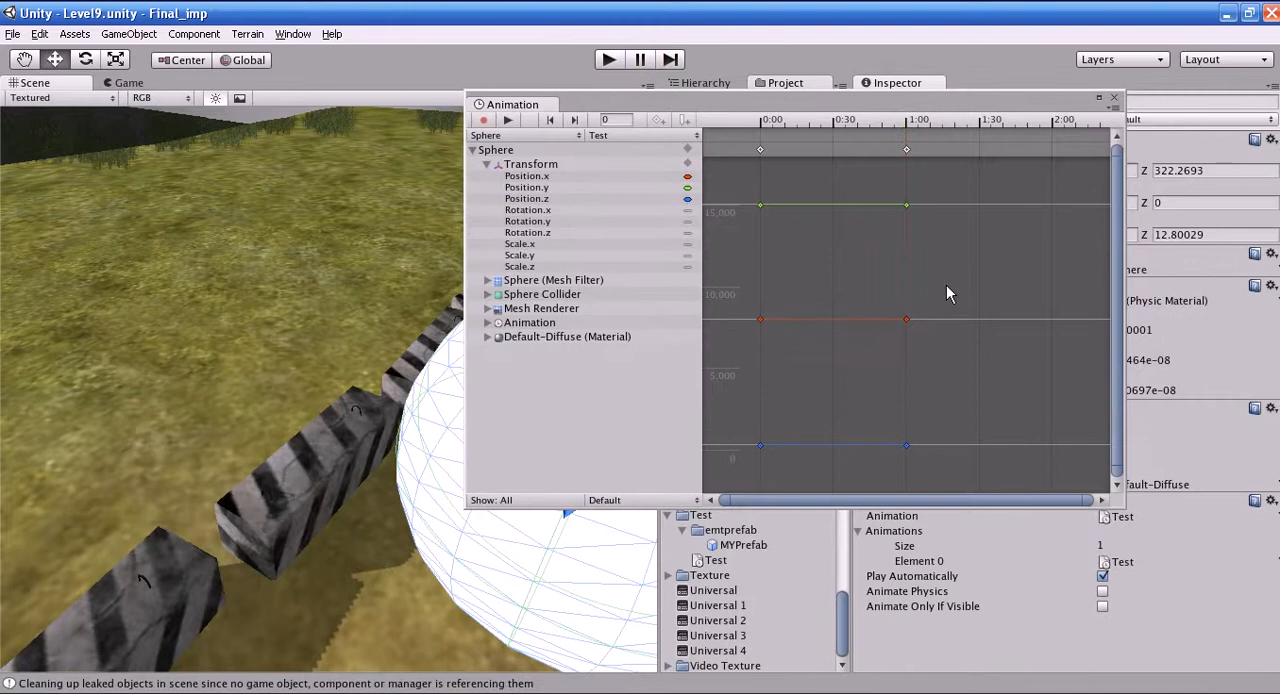 Unity - Level9.unity - Final_imp
File Edit Assets GameObject Component Terrain Window Help
Center Global Layers Layout
Scene Game Hierarchy Project Inspector
Textured RGB
Animation
0 0:00 0:30 1:00 1:30 2:00
Sphere Test
Sphere
Transform
Position.x
Position.y
Position.z
Rotation.x
Rotation.y
Rotation.z
Scale.x
Scale.y
Scale.z
Sphere (Mesh Filter)
Sphere Collider
Mesh Renderer
Animation
Default-Diffuse (Material)
15,000
10,000
5,000
0
Show: All Default
ult
Z 322.2693
Z 0
Z 12.80029
here
(Physic Material)
0001
464e-08
0697e-08
efault-Diffuse
Test
emtprefab
MYPrefab
Test
Texture
Universal
Universal 1
Universal 2
Universal 3
Universal 4
Video Texture
Animation Test
Animations
Size 1
Element 0 Test
Play Automatically
Animate Physics
Animate Only If Visible
Cleaning up leaked objects in scene since no game object, component or manager is referencing them